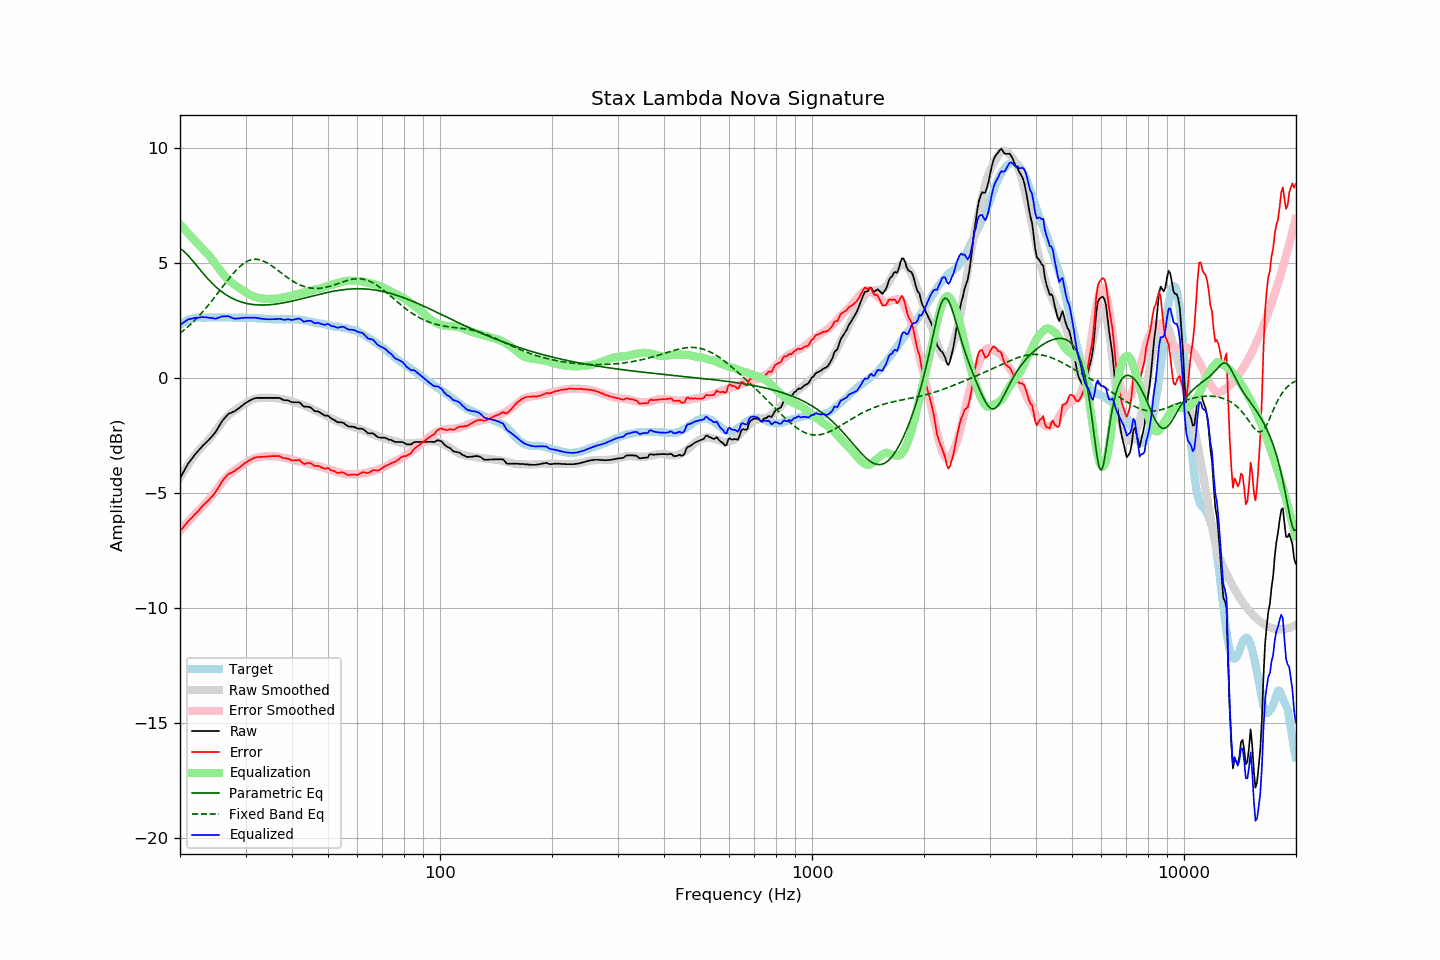 Stax Lambda Nova Signature
Amplitude (dBr)
10
5
0
−5
−10
−15
−20
Target
Raw Smoothed
Error Smoothed
Raw
Error
Equalization
Parametric Eq
Fixed Band Eq
Equalized
100
1000
10000
Frequency (Hz)